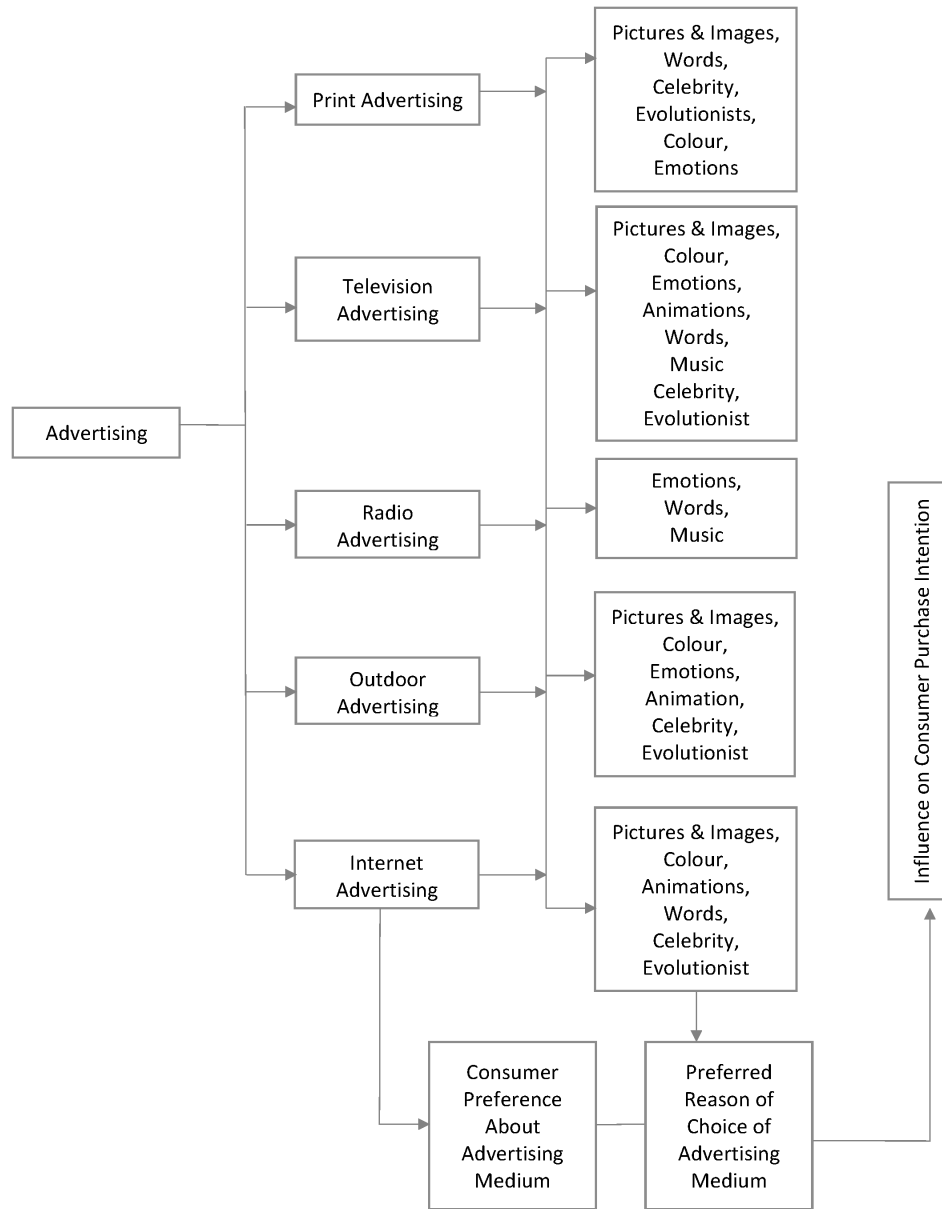 Advertising
Print Advertising
Television
Advertising
Radio
Advertising
Outdoor
Advertising
Internet
Advertising
Pictures & Images,
Words,
Celebrity,
Evolutionists,
Colour,
Emotions
Pictures & Images,
Colour,
Emotions,
Animations,
Words,
Music
Celebrity,
Evolutionist
Emotions,
Words,
Music
Pictures & Images,
Colour,
Emotions,
Animation,
Celebrity,
Evolutionist
Pictures & Images,
Colour,
Animations,
Words,
Celebrity,
Evolutionist
Consumer
Preference
About
Advertising
Medium
Preferred
Reason of
Choice of
Advertising
Medium
Influence on Consumer Purchase Intention